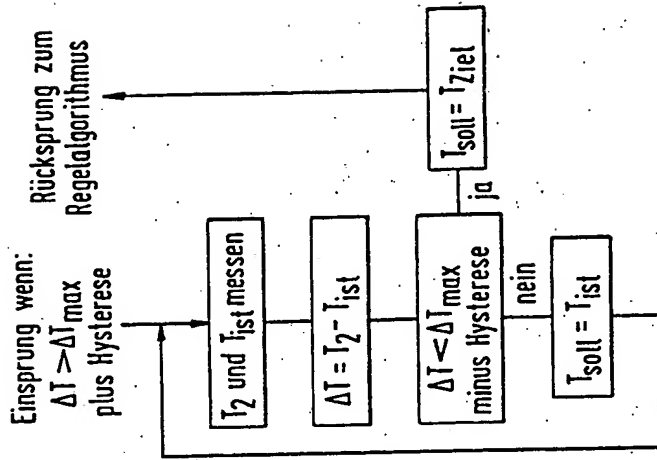 Einsprung wenn:
ΔT > ΔTmax
plus Hysterese
Rücksprung zum
Regelalgorithmus
T2 und Tist messen
ΔT = T2 − Tist
ΔT < ΔTmax
minus Hysterese
ja
Tsoll = TZiel
nein
Tsoll = Tist